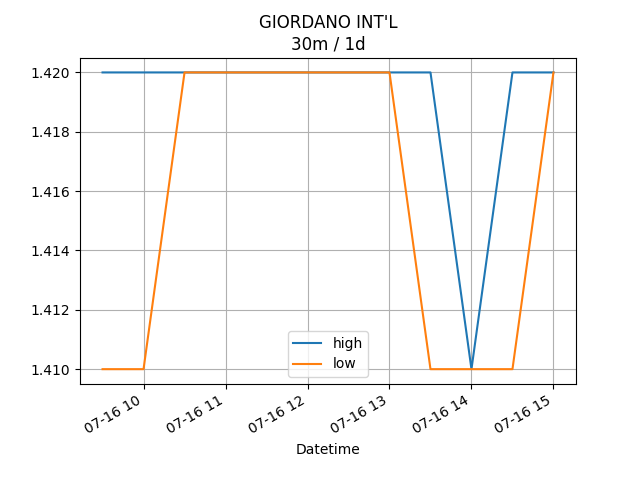 GIORDANO INT'L
30m / 1d
1.420
1.418
1.416
1.414
1.412
1.410
high
low
07-16 10
07-16 11
07-16 12
07-16 13
07-16 14
07-16 15
Datetime